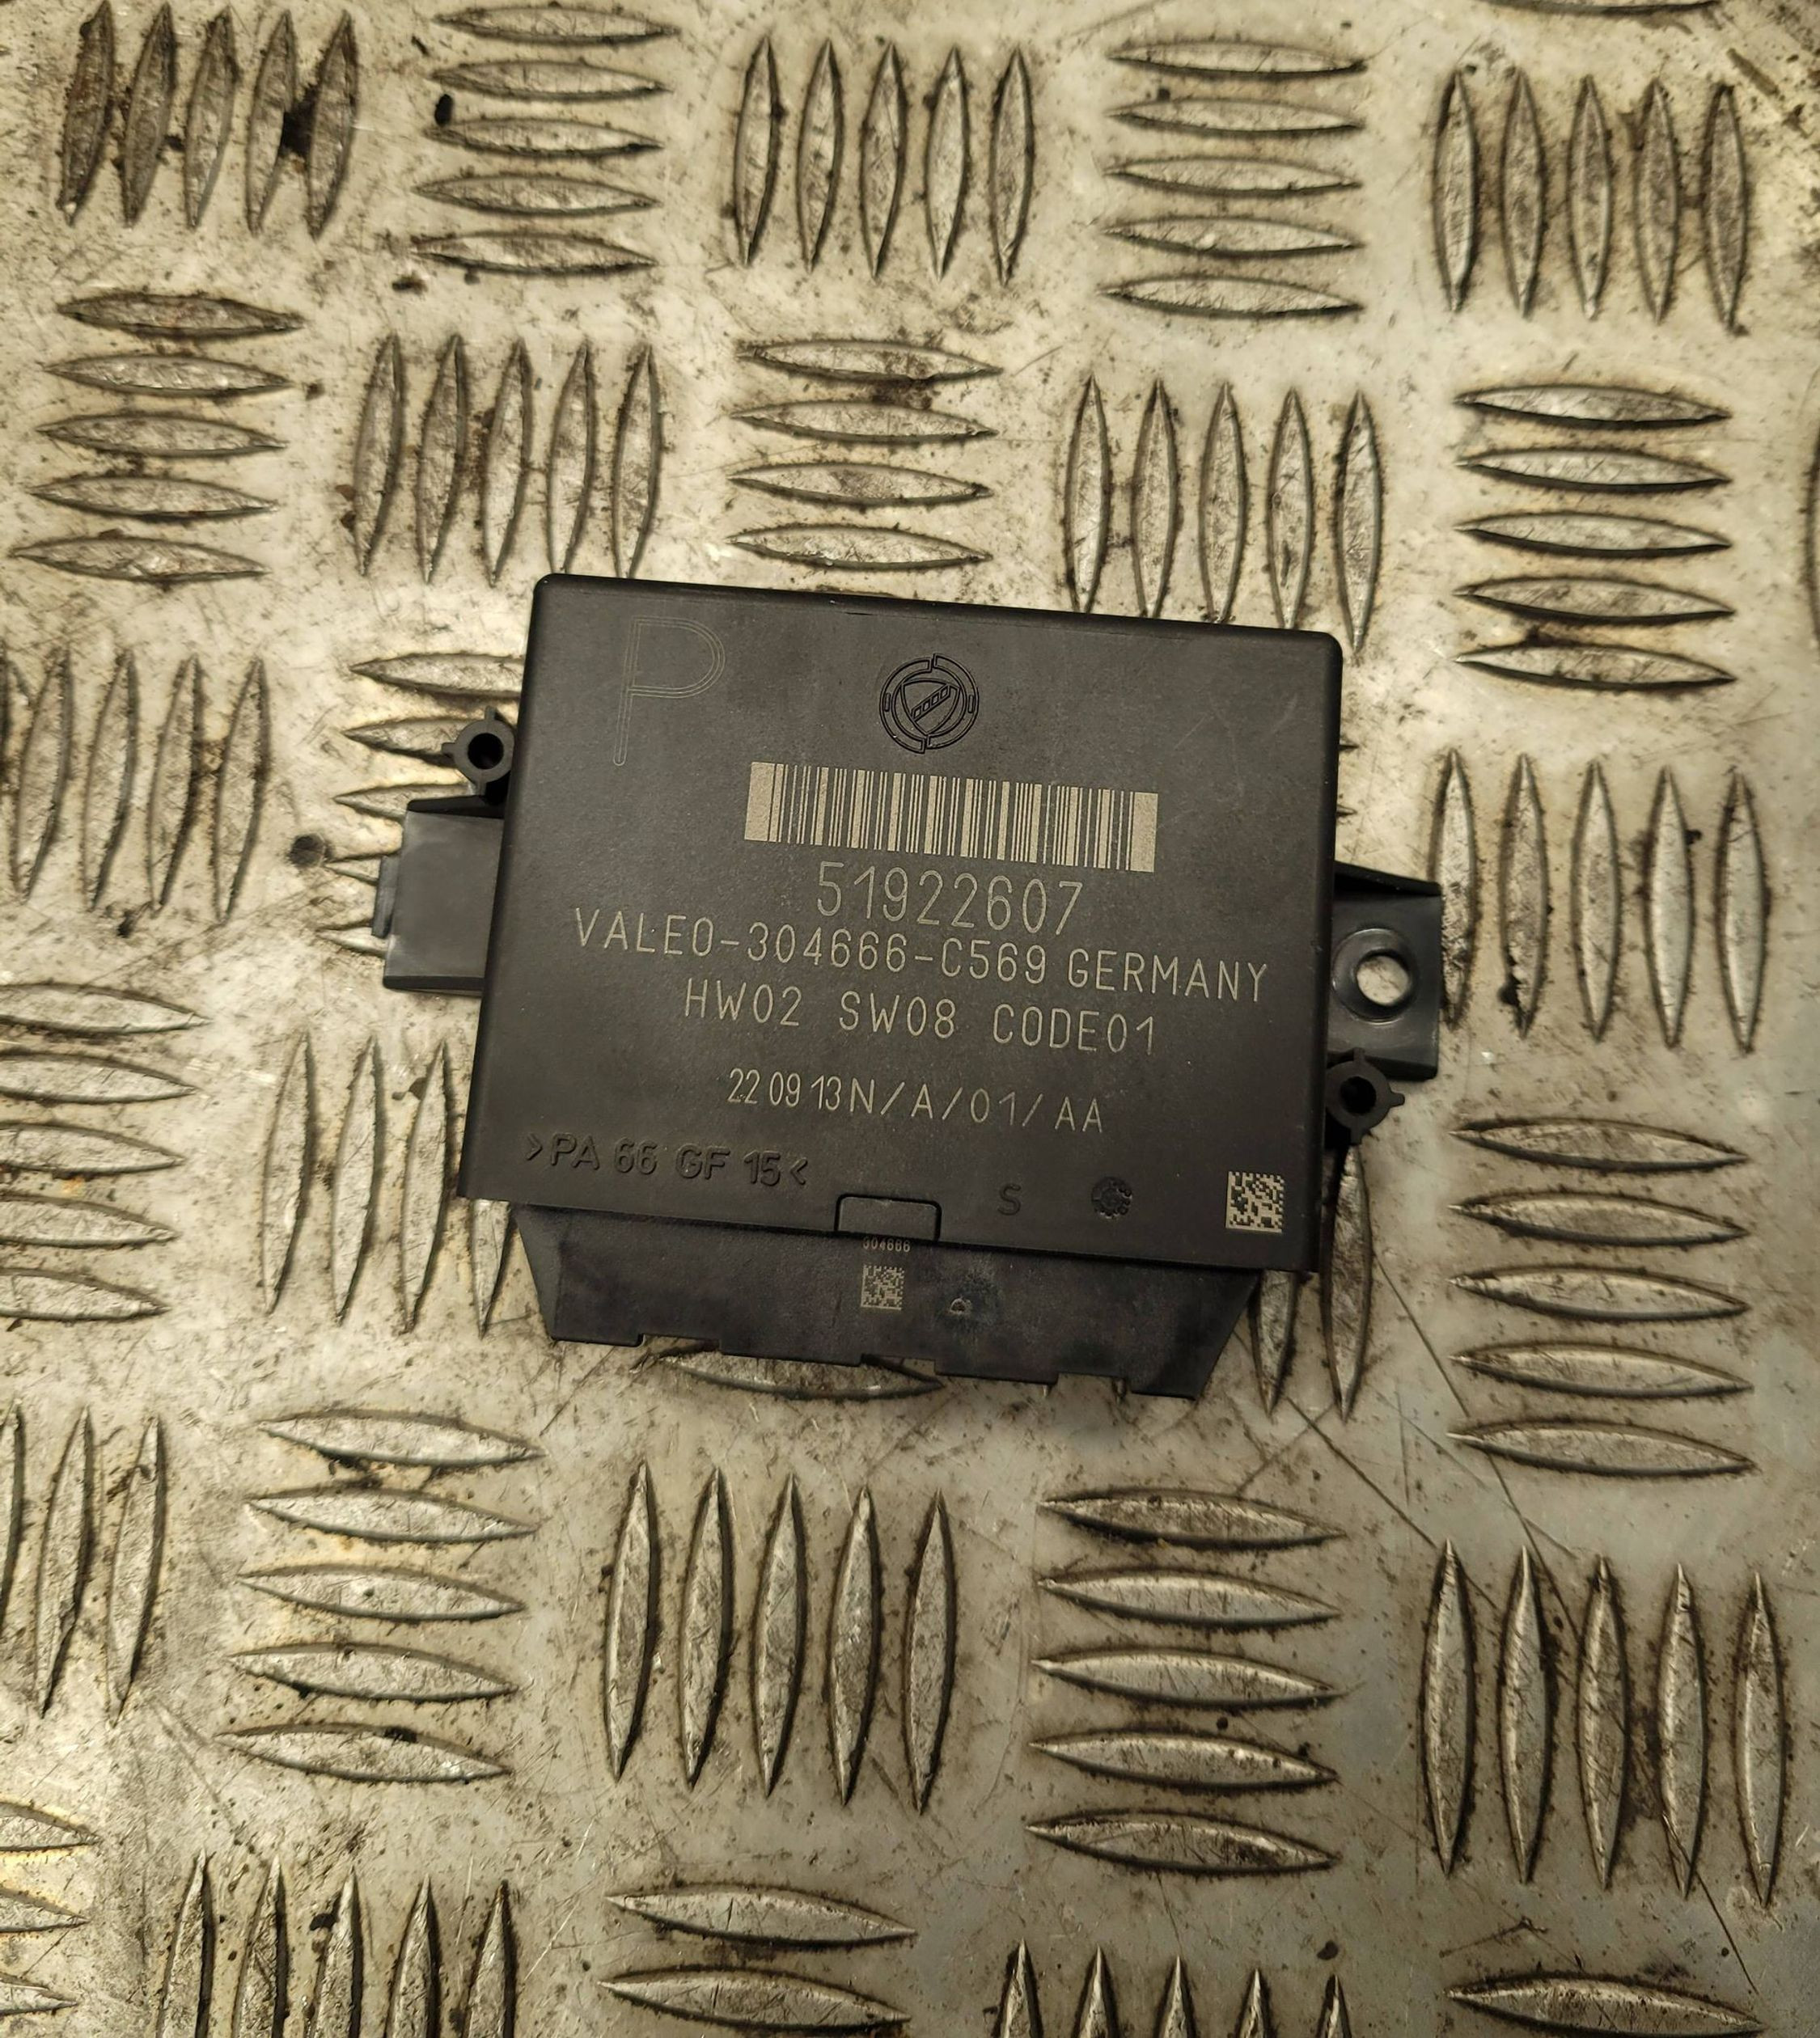 P
51922607
VALEO-304666-C569 GERMANY
HW02 SW08 CODE01
22 09 13 N/A/01/AA
>PA 66 GF 15<
S
304666